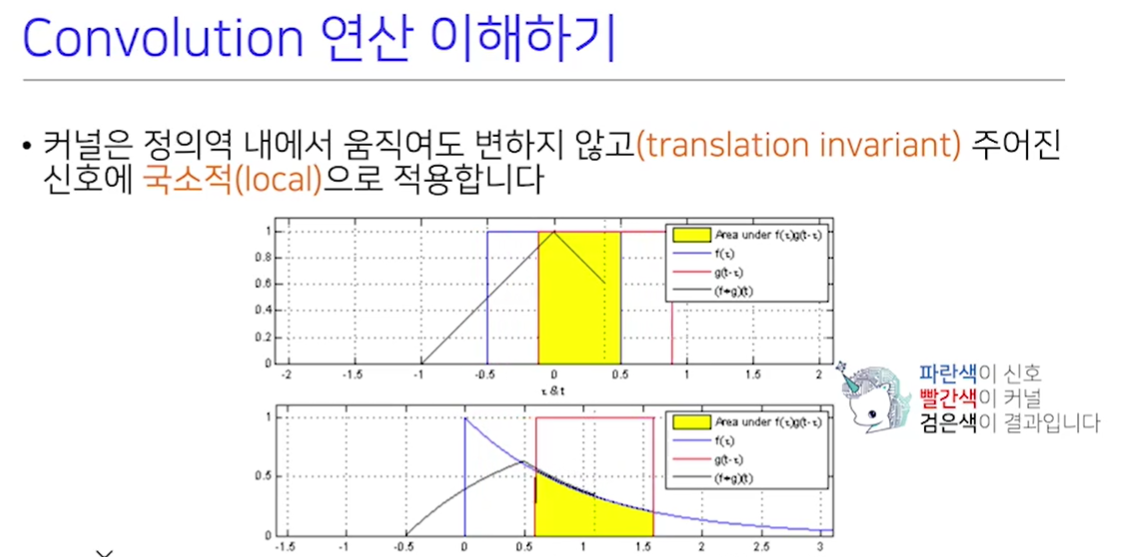 Convolution 연산 이해하기
• 커널은 정의역 내에서 움직여도 변하지 않고(translation invariant) 주어진
신호에 국소적(local)으로 적용합니다
1
0.8
0.6
0.4
0.2
0
-2 -1.5 -1 -0.5 0 0.5 1 1.5 2
τ & t
Area under f(τ)g(t-τ)
f(τ)
g(t-τ)
(f∗g)(t)
파란색이 신호
빨간색이 커널
검은색이 결과입니다
1
0.5
0
-1.5 -1 -0.5 0 0.5 1 1.5 2 2.5 3
Area under f(τ)g(t-τ)
f(τ)
g(t-τ)
(f∗g)(t)